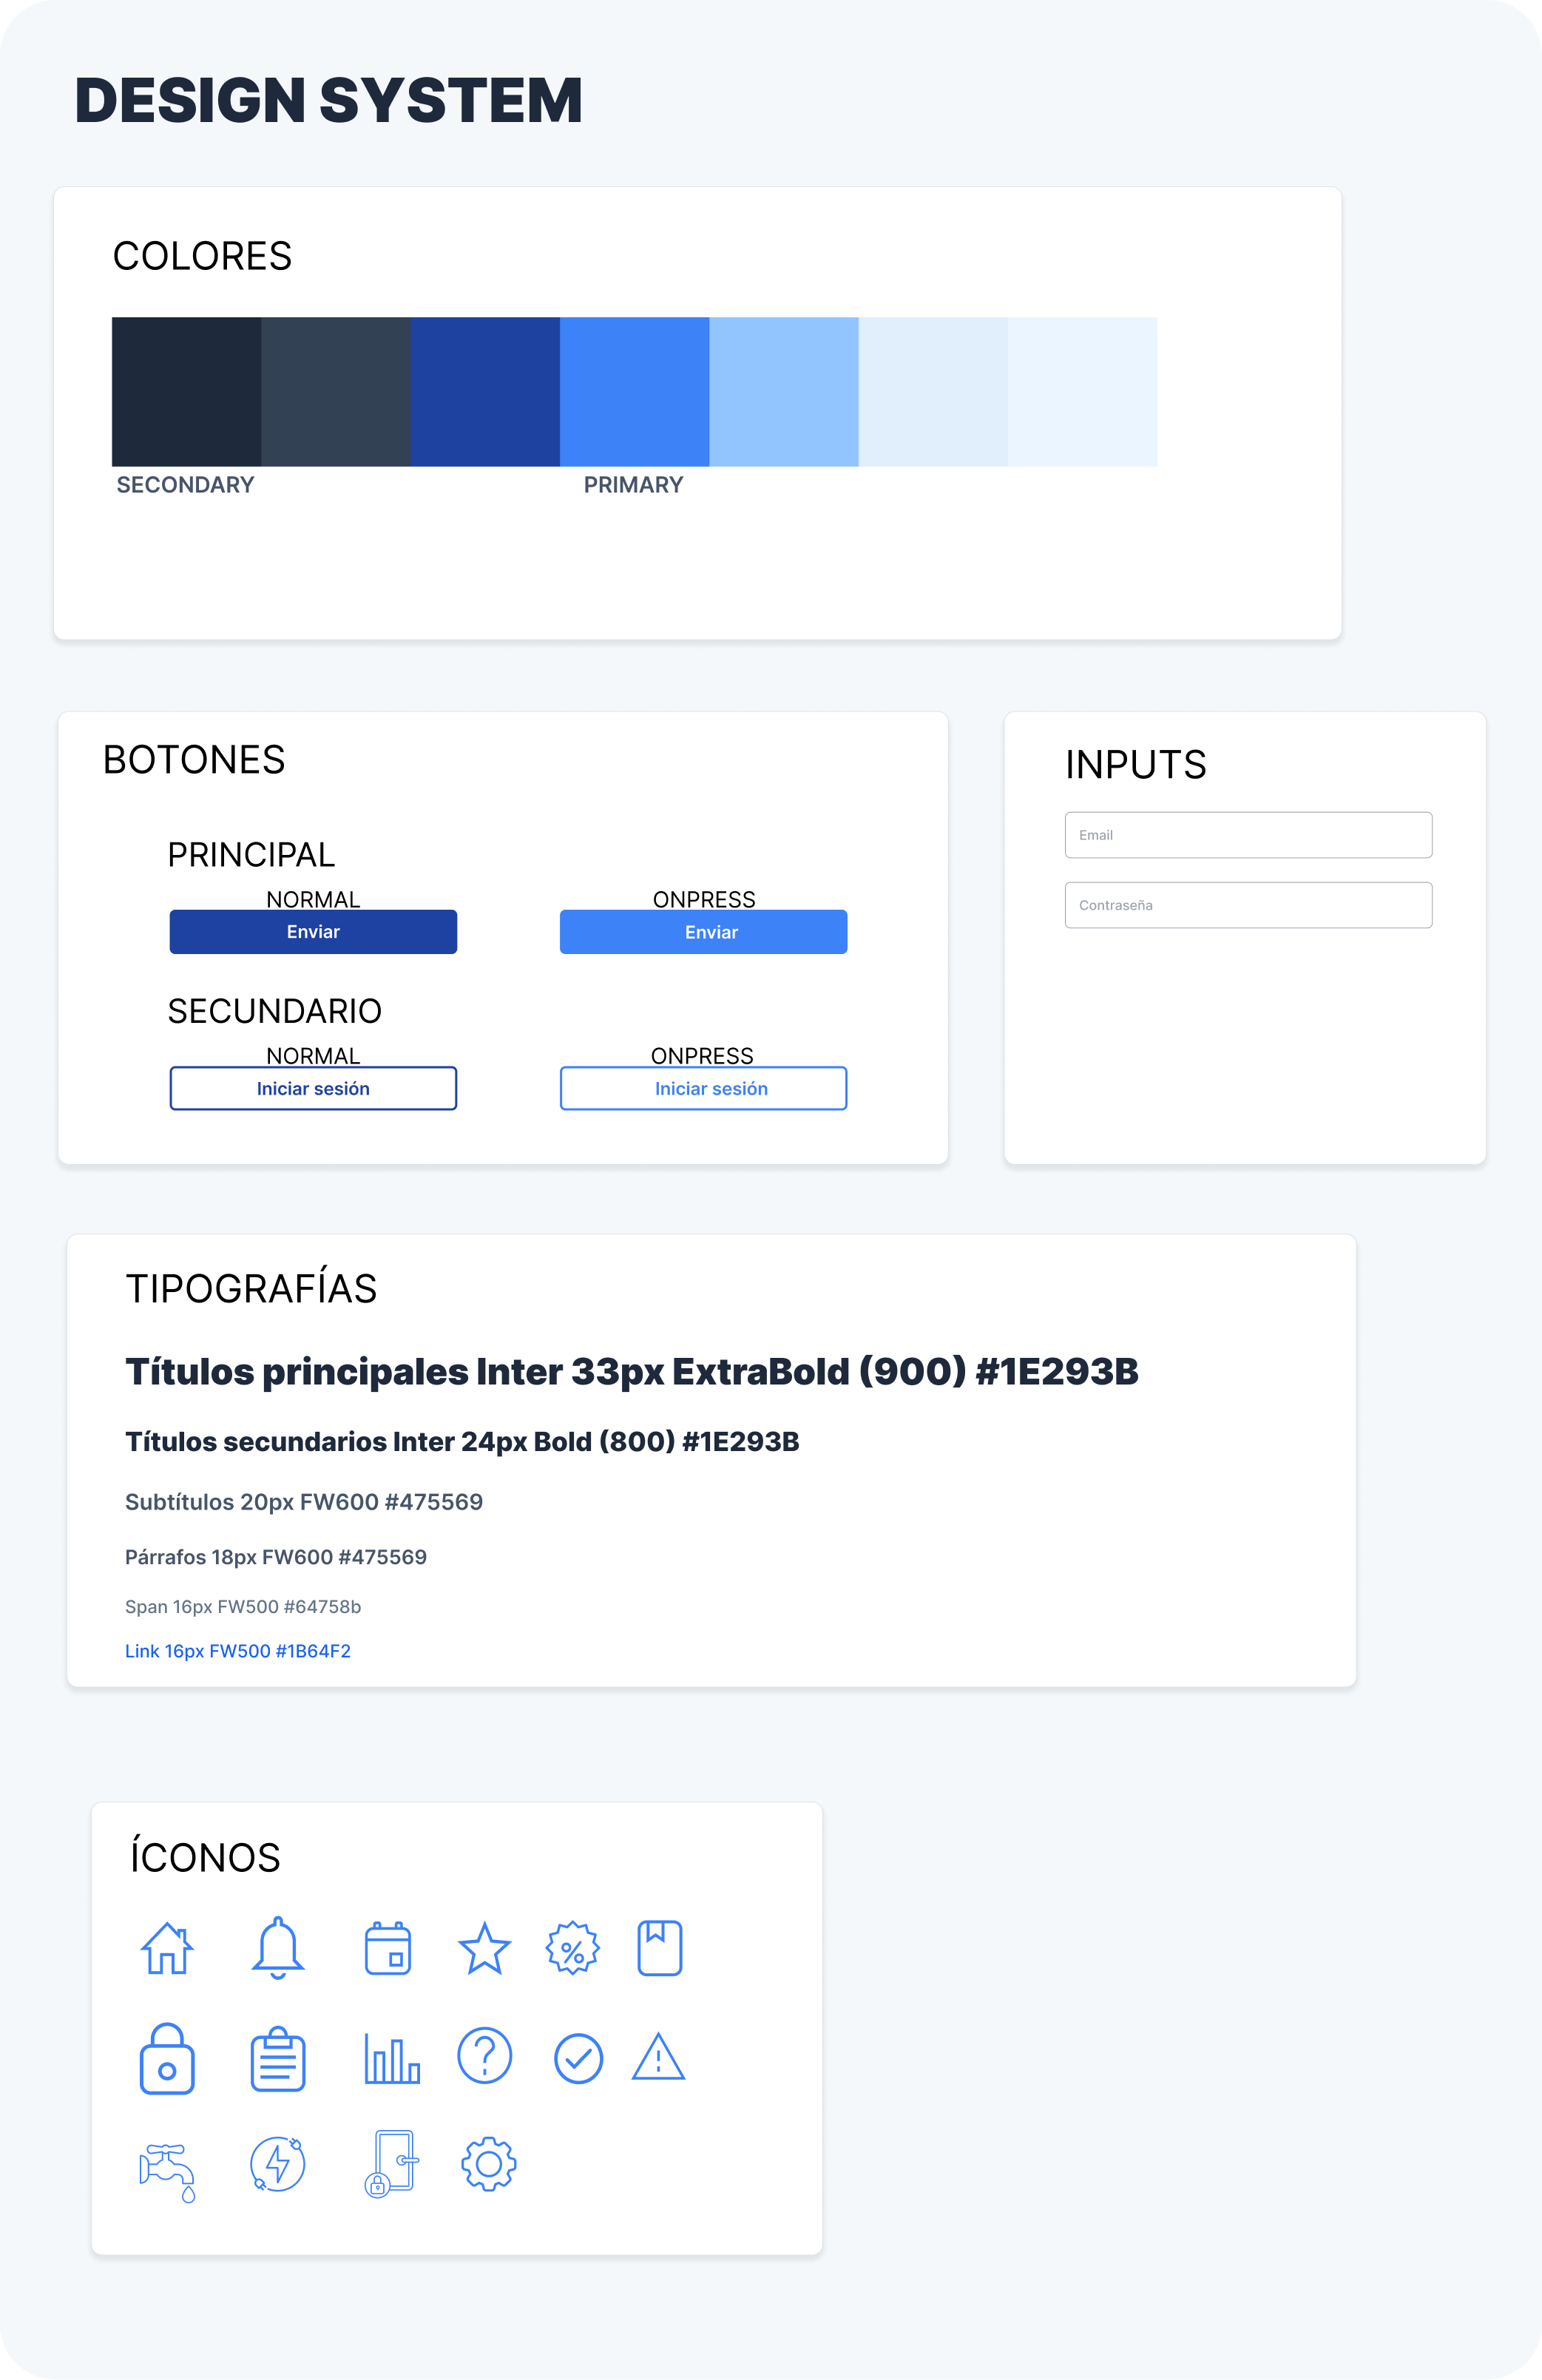 DESIGN SYSTEM
COLORES
SECONDARY
PRIMARY
BOTONES
PRINCIPAL
NORMAL
ONPRESS
Enviar
Enviar
SECUNDARIO
NORMAL
ONPRESS
Iniciar sesión
Iniciar sesión
INPUTS
Email
Contraseña
TIPOGRAFÍAS
Títulos principales Inter 33px ExtraBold (900) #1E293B
Títulos secundarios Inter 24px Bold (800) #1E293B
Subtítulos 20px FW600 #475569
Párrafos 18px FW600 #475569
Span 16px FW500 #64758b
Link 16px FW500 #1B64F2
ÍCONOS